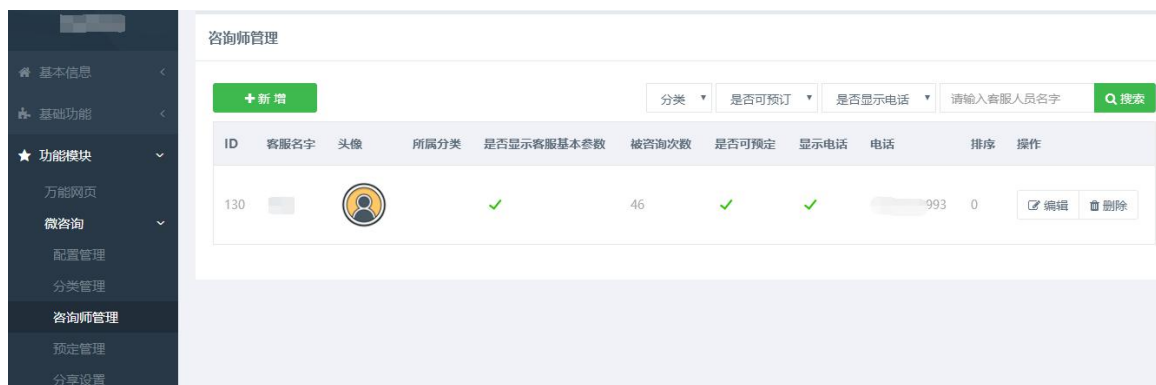 咨询师管理
基本信息
基础功能
功能模块
万能网页
微咨询
配置管理
分类管理
咨询师管理
预定管理
分享设置
新 增
分类 是否可预订 是否显示电话 请输入客服人员名字 搜索
ID 客服名字 头像 所属分类 是否显示客服基本参数 被咨询次数 是否可预定 显示电话 电话 排序 操作
130 46 993 0 编辑 删除